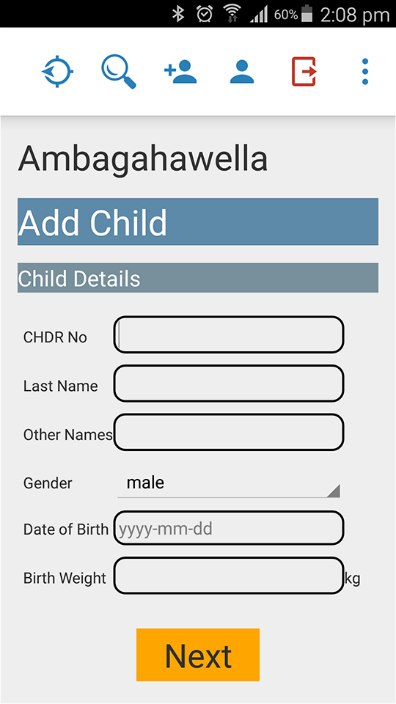 60% 2:08 pm
Ambagahawella
Add Child
Child Details
CHDR No
Last Name
Other Names
Gender male
Date of Birth yyyy-mm-dd
Birth Weight kg
Next